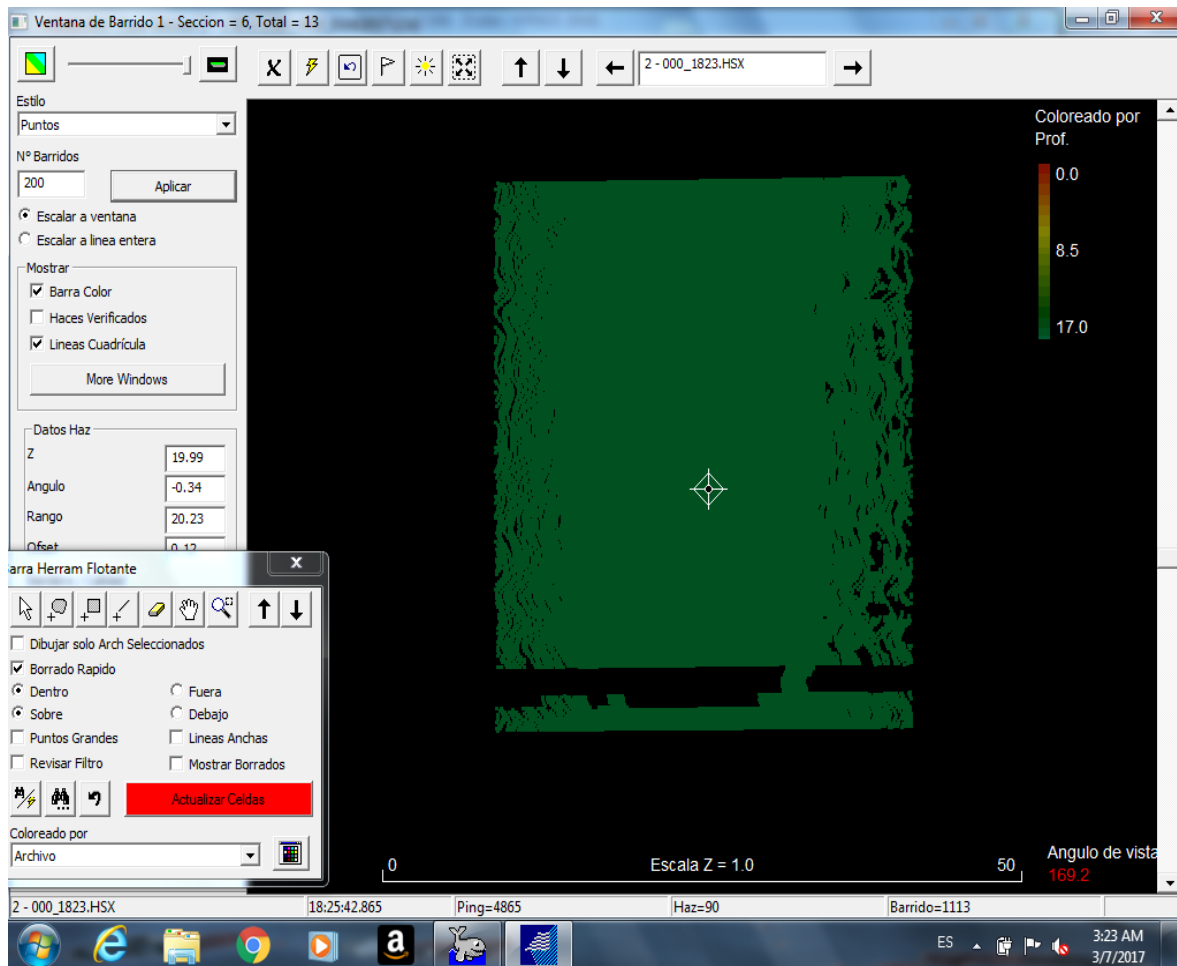 Ventana de Barrido 1 - Seccion = 6, Total = 13
2 - 000_1823.HSX
Estilo
Puntos
Nº Barridos
200
Aplicar
Escalar a ventana
Escalar a linea entera
Mostrar
Barra Color
Haces Verificados
Lineas Cuadrícula
More Windows
Datos Haz
Z
19.99
Angulo
-0.34
Rango
20.23
Ofset
0.12
Coloreado por
Prof.
0.0
8.5
17.0
arra Herram Flotante
Dibujar solo Arch Seleccionados
Borrado Rapido
Dentro
Fuera
Sobre
Debajo
Puntos Grandes
Lineas Anchas
Revisar Filtro
Mostrar Borrados
Actualizar Celdas
Coloreado por
Archivo
0
Escala Z = 1.0
50
Angulo de vista
169.2
2 - 000_1823.HSX
18:25:42.865
Ping=4865
Haz=90
Barrido=1113
ES
3:23 AM
3/7/2017